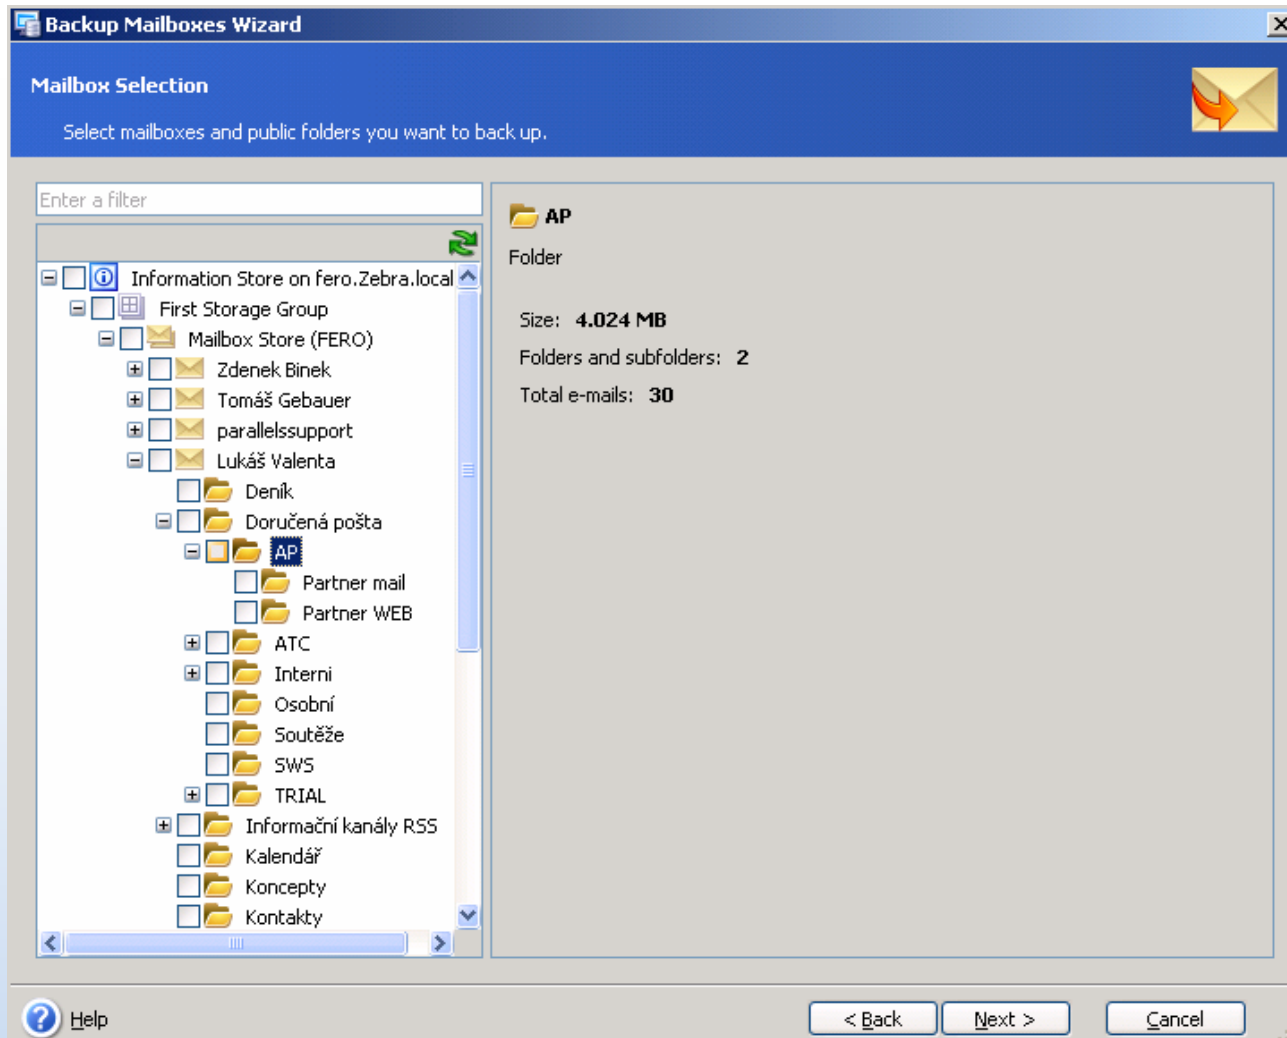 Backup Mailboxes Wizard
Mailbox Selection
Select mailboxes and public folders you want to back up.
Enter a filter
Information Store on fero.Zebra.local
First Storage Group
Mailbox Store (FERO)
Zdenek Binek
Tomáš Gebauer
parallelssupport
Lukáš Valenta
Deník
Doručená pošta
AP
Partner mail
Partner WEB
ATC
Interni
Osobní
Soutěže
SWS
TRIAL
Informační kanály RSS
Kalendář
Koncepty
Kontakty
AP
Folder
Size: 4.024 MB
Folders and subfolders: 2
Total e-mails: 30
Help
< Back
Next >
Cancel